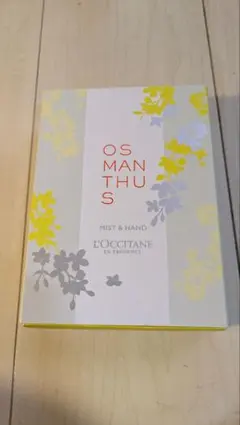 OS
MAN
THU
S
MIST & HAND
L'OCCITANE
EN PROVENCE